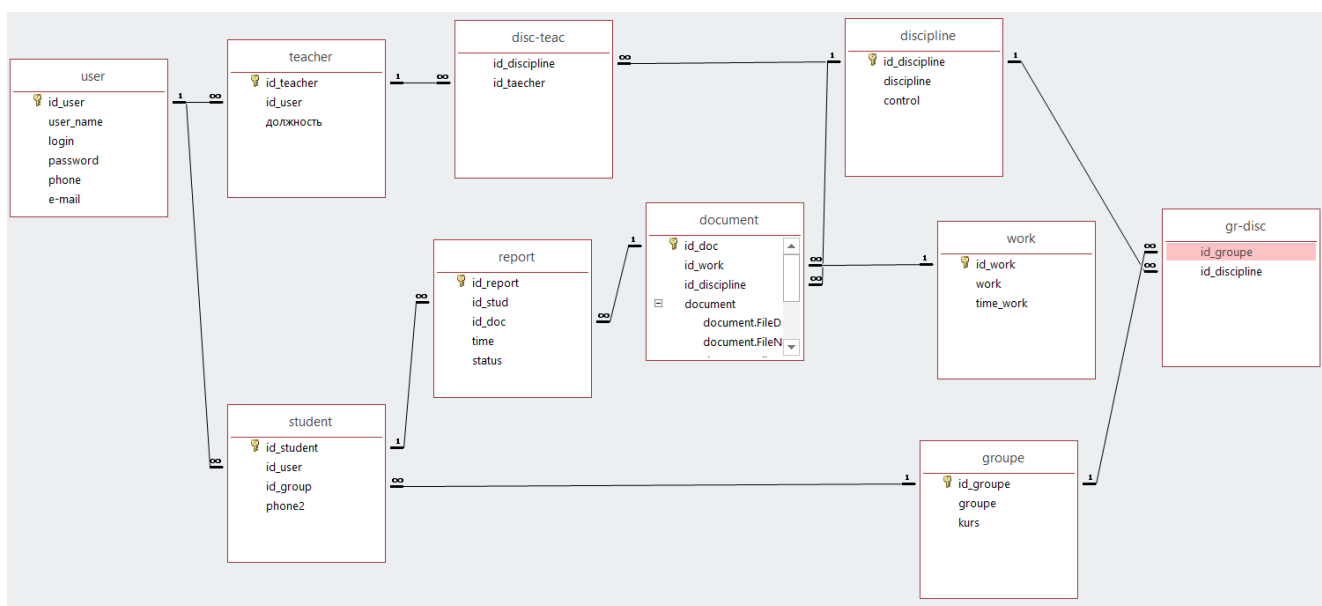 user
id_user
user_name
login
password
phone
e-mail
teacher
id_teacher
id_user
должность
disc-teac
id_discipline
id_taecher
discipline
id_discipline
discipline
control
report
id_report
id_stud
id_doc
time
status
document
id_doc
id_work
id_discipline
document
document.FileD
document.FileN
work
id_work
work
time_work
gr-disc
id_groupe
id_discipline
student
id_student
id_user
id_group
phone2
groupe
id_groupe
groupe
kurs
1
∞
∞
1
∞
∞
1
1
∞
∞
1
1
∞
∞
1
∞
∞
1
∞
1